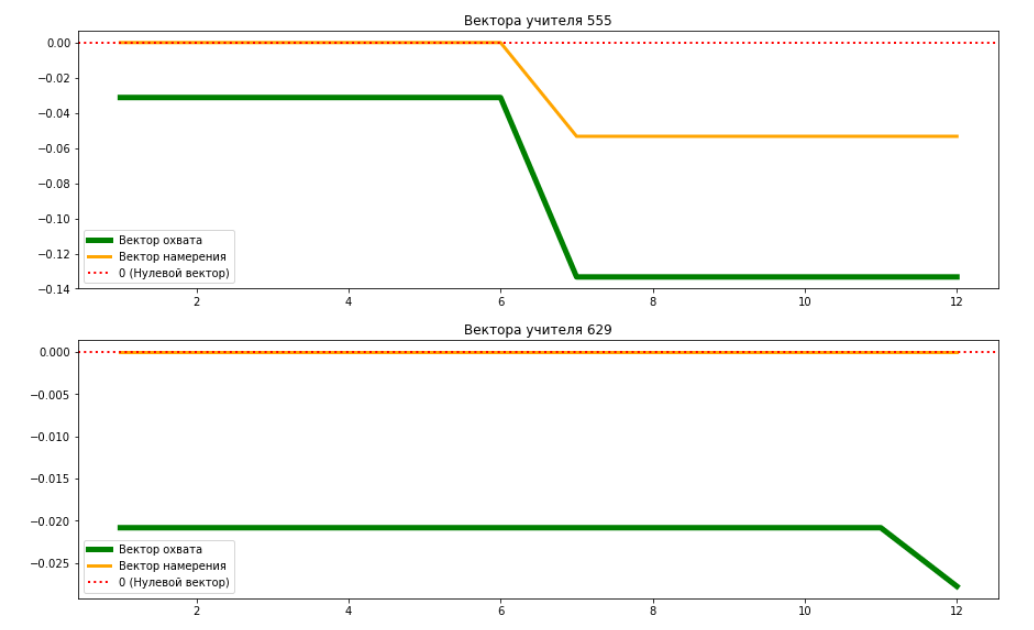 Вектора учителя 555
0.00
−0.02
−0.04
−0.06
−0.08
−0.10
−0.12
−0.14
Вектор охвата
Вектор намерения
0 (Нулевой вектор)
2 4 6 8 10 12
Вектора учителя 629
0.000
−0.005
−0.010
−0.015
−0.020
−0.025
Вектор охвата
Вектор намерения
0 (Нулевой вектор)
2 4 6 8 10 12